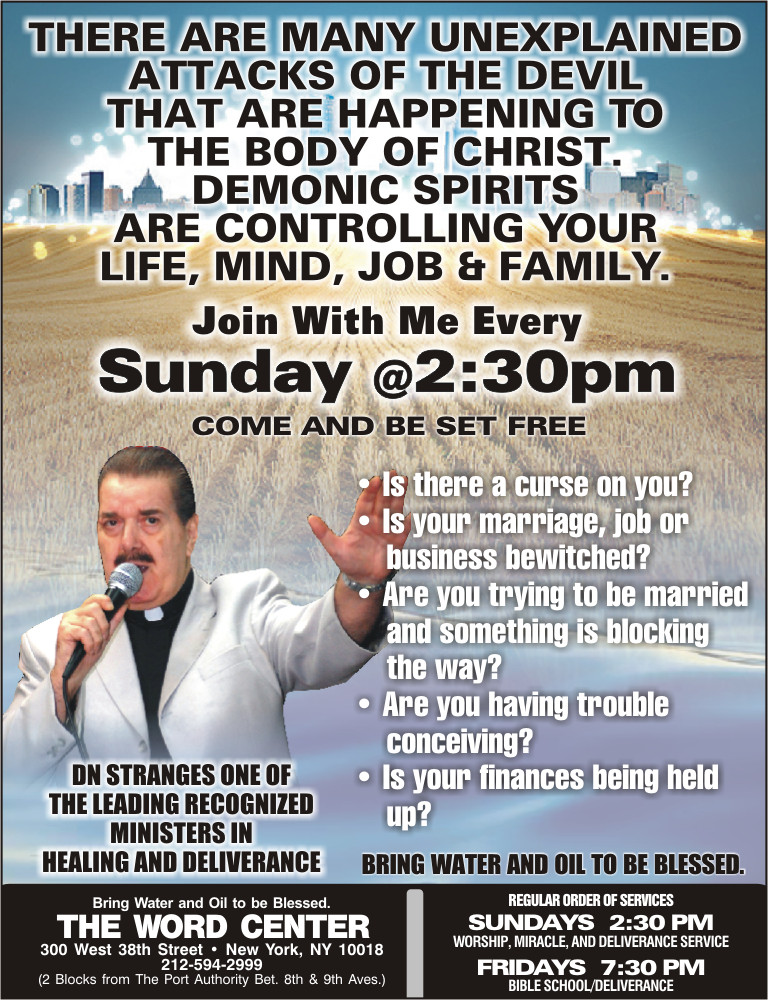 THERE ARE MANY UNEXPLAINED
ATTACKS OF THE DEVIL
THAT ARE HAPPENING TO
THE BODY OF CHRIST.
DEMONIC SPIRITS
ARE CONTROLLING YOUR
LIFE, MIND, JOB & FAMILY.
Join With Me Every
Sunday @2:30pm
COME AND BE SET FREE
• Is there a curse on you?
• Is your marriage, job or
business bewitched?
• Are you trying to be married
and something is blocking
the way?
• Are you having trouble
conceiving?
• Is your finances being held
up?
DN STRANGES ONE OF
THE LEADING RECOGNIZED
MINISTERS IN
HEALING AND DELIVERANCE
BRING WATER AND OIL TO BE BLESSED.
Bring Water and Oil to be Blessed.
THE WORD CENTER
300 West 38th Street • New York, NY 10018
212-594-2999
(2 Blocks from The Port Authority Bet. 8th & 9th Aves.)
REGULAR ORDER OF SERVICES
SUNDAYS 2:30 PM
WORSHIP, MIRACLE, AND DELIVERANCE SERVICE
FRIDAYS 7:30 PM
BIBLE SCHOOL/DELIVERANCE